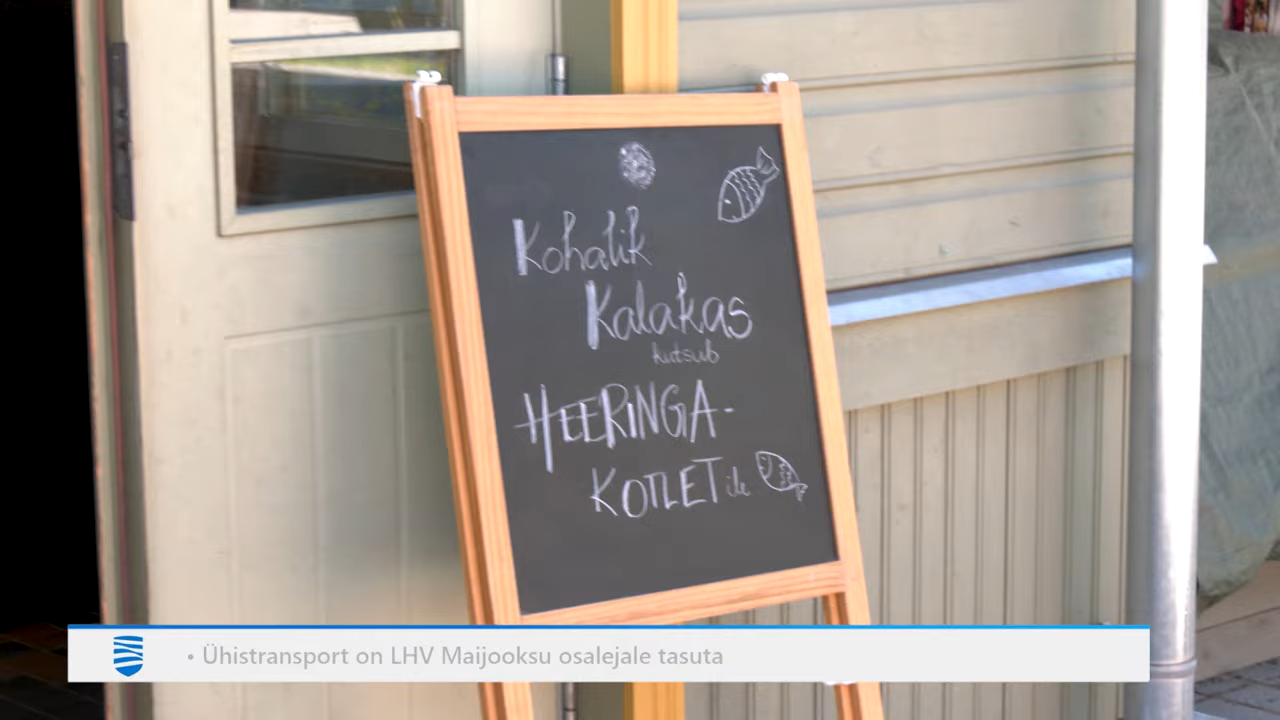 Kohalik
Kalakas
kutsub
HEERINGA-
KOTLETile
• Ühistransport on LHV Maijooksu osalejale tasuta